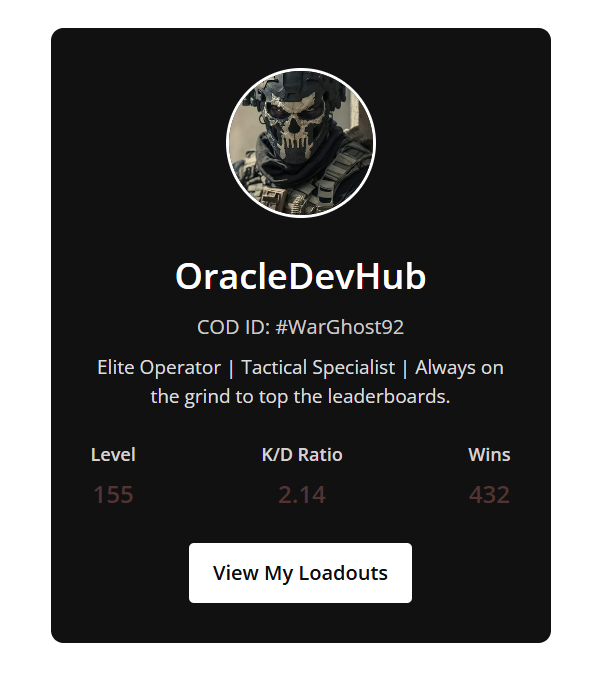 OracleDevHub
COD ID: #WarGhost92
Elite Operator | Tactical Specialist | Always on
the grind to top the leaderboards.
Level K/D Ratio Wins
155 2.14 432
View My Loadouts